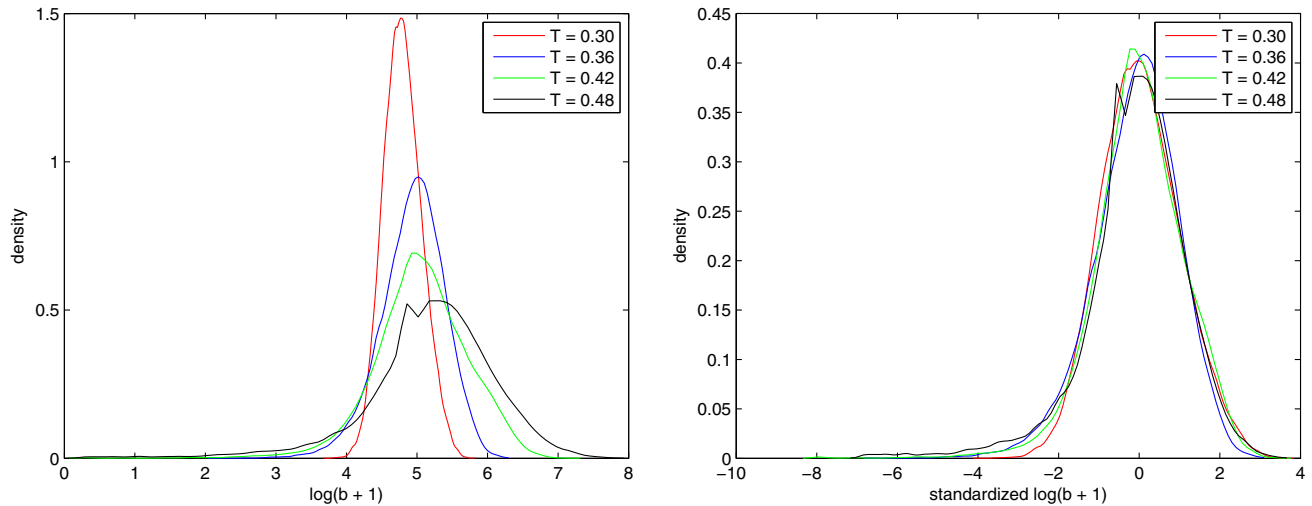 1.5
1
0.5
0
density
0 1 2 3 4 5 6 7 8
log(b + 1)
T = 0.30
T = 0.36
T = 0.42
T = 0.48
0.45
0.4
0.35
0.3
0.25
0.2
0.15
0.1
0.05
0
density
−10 −8 −6 −4 −2 0 2 4
standardized log(b + 1)
T = 0.30
T = 0.36
T = 0.42
T = 0.48